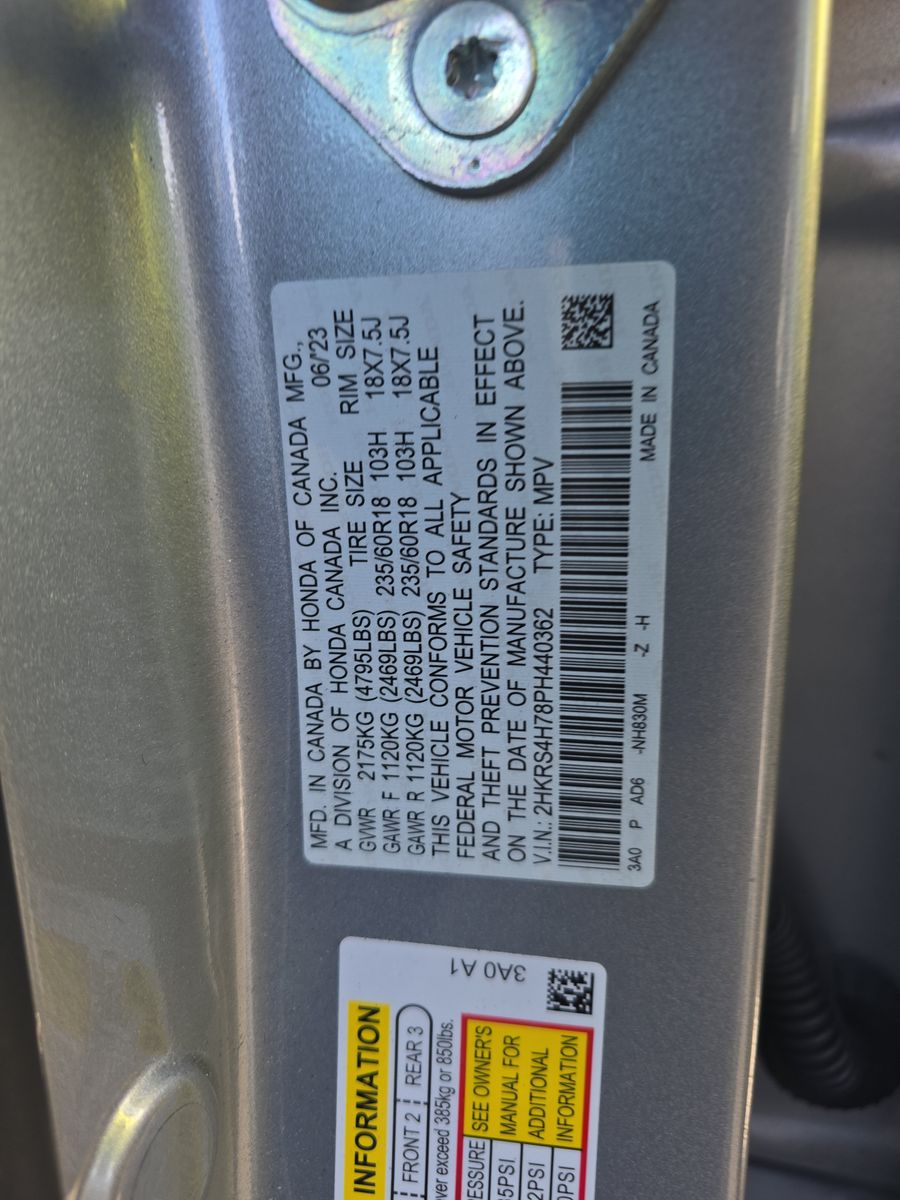 MFD. IN CANADA BY HONDA OF CANADA MFG.,
A DIVISION OF HONDA CANADA INC. 06/'23
GVWR 2175KG (4795LBS) TIRE SIZE RIM SIZE
GAWR F 1120KG (2469LBS) 235/60R18 103H 18X7.5J
GAWR R 1120KG (2469LBS) 235/60R18 103H 18X7.5J
THIS VEHICLE CONFORMS TO ALL APPLICABLE
FEDERAL MOTOR VEHICLE SAFETY
AND THEFT PREVENTION STANDARDS IN EFFECT
ON THE DATE OF MANUFACTURE SHOWN ABOVE.
V.I.N.: 2HKRS4H78PH440362 TYPE: MPV
3A0 P AD6 -NH830M -Z -H
MADE IN CANADA
3A0 A1
INFORMATION
FRONT 2 REAR 3
exceed 385kg or 850lbs.
SEE OWNER'S
MANUAL FOR
ADDITIONAL
INFORMATION